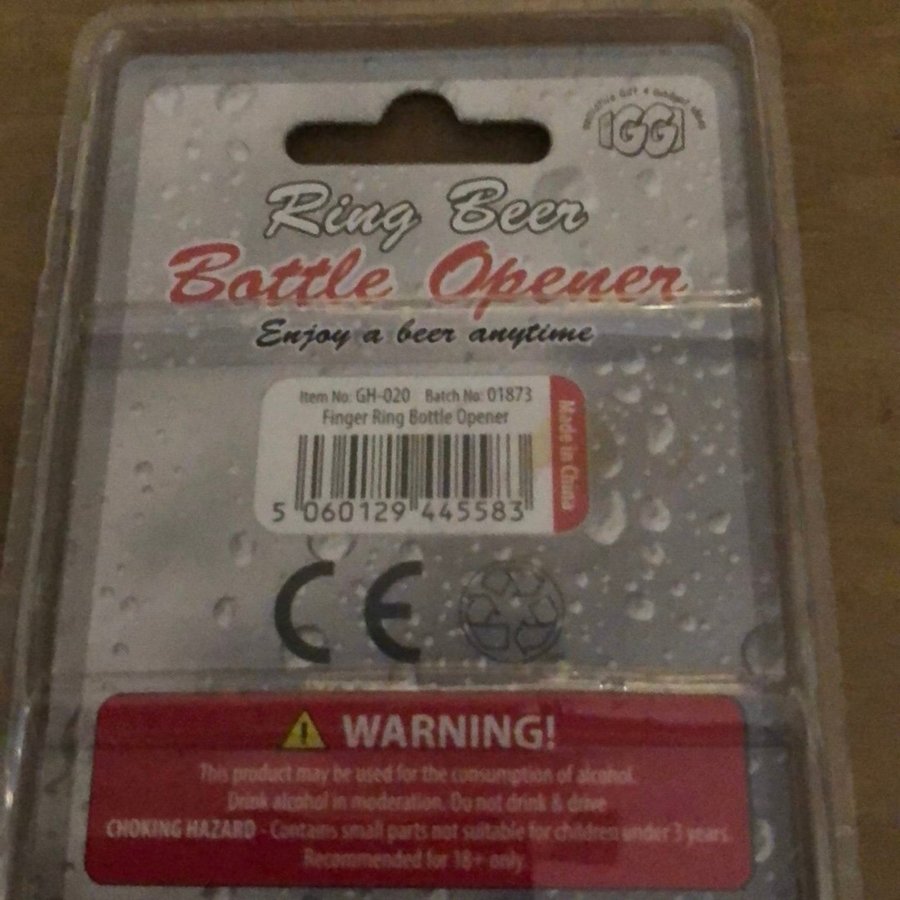 IGGI
Ring Beer
Bottle Opener
Enjoy a beer anytime
Item No: GH-020 Batch No: 01873
Finger Ring Bottle Opener
Made in China
5 060129 445583
CE
WARNING!
This product may be used for the consumption of alcohol.
Drink alcohol in moderation. Do not drink & drive
CHOKING HAZARD - Contains small parts not suitable for children under 3 years.
Recommended for 18+ only